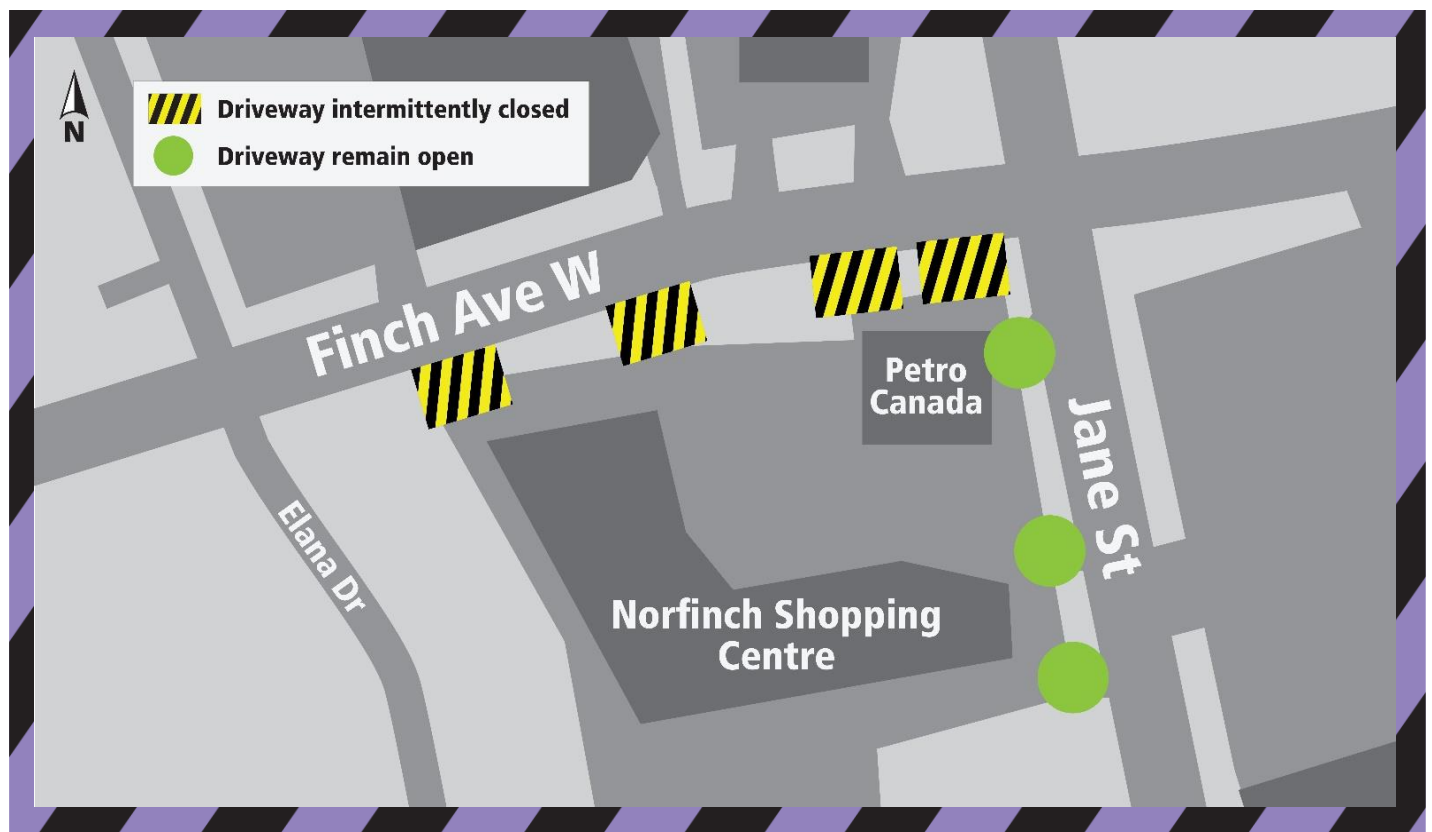 N
Driveway intermittently closed
Driveway remain open
Finch Ave W
Petro
Canada
Jane St
Elana Dr
Norfinch Shopping
Centre